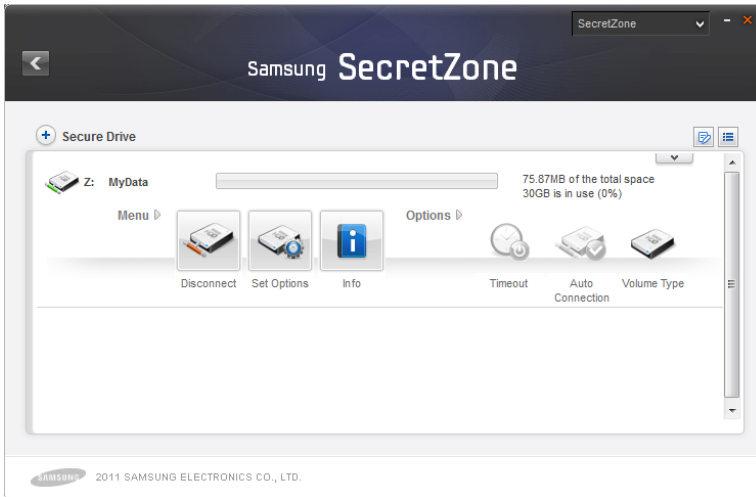 SecretZone
Samsung SecretZone
Secure Drive
Z: MyData
75.87MB of the total space
30GB is in use (0%)
Menu
Options
Disconnect
Set Options
Info
Timeout
Auto
Connection
Volume Type
SAMSUNG
2011 SAMSUNG ELECTRONICS CO., LTD.